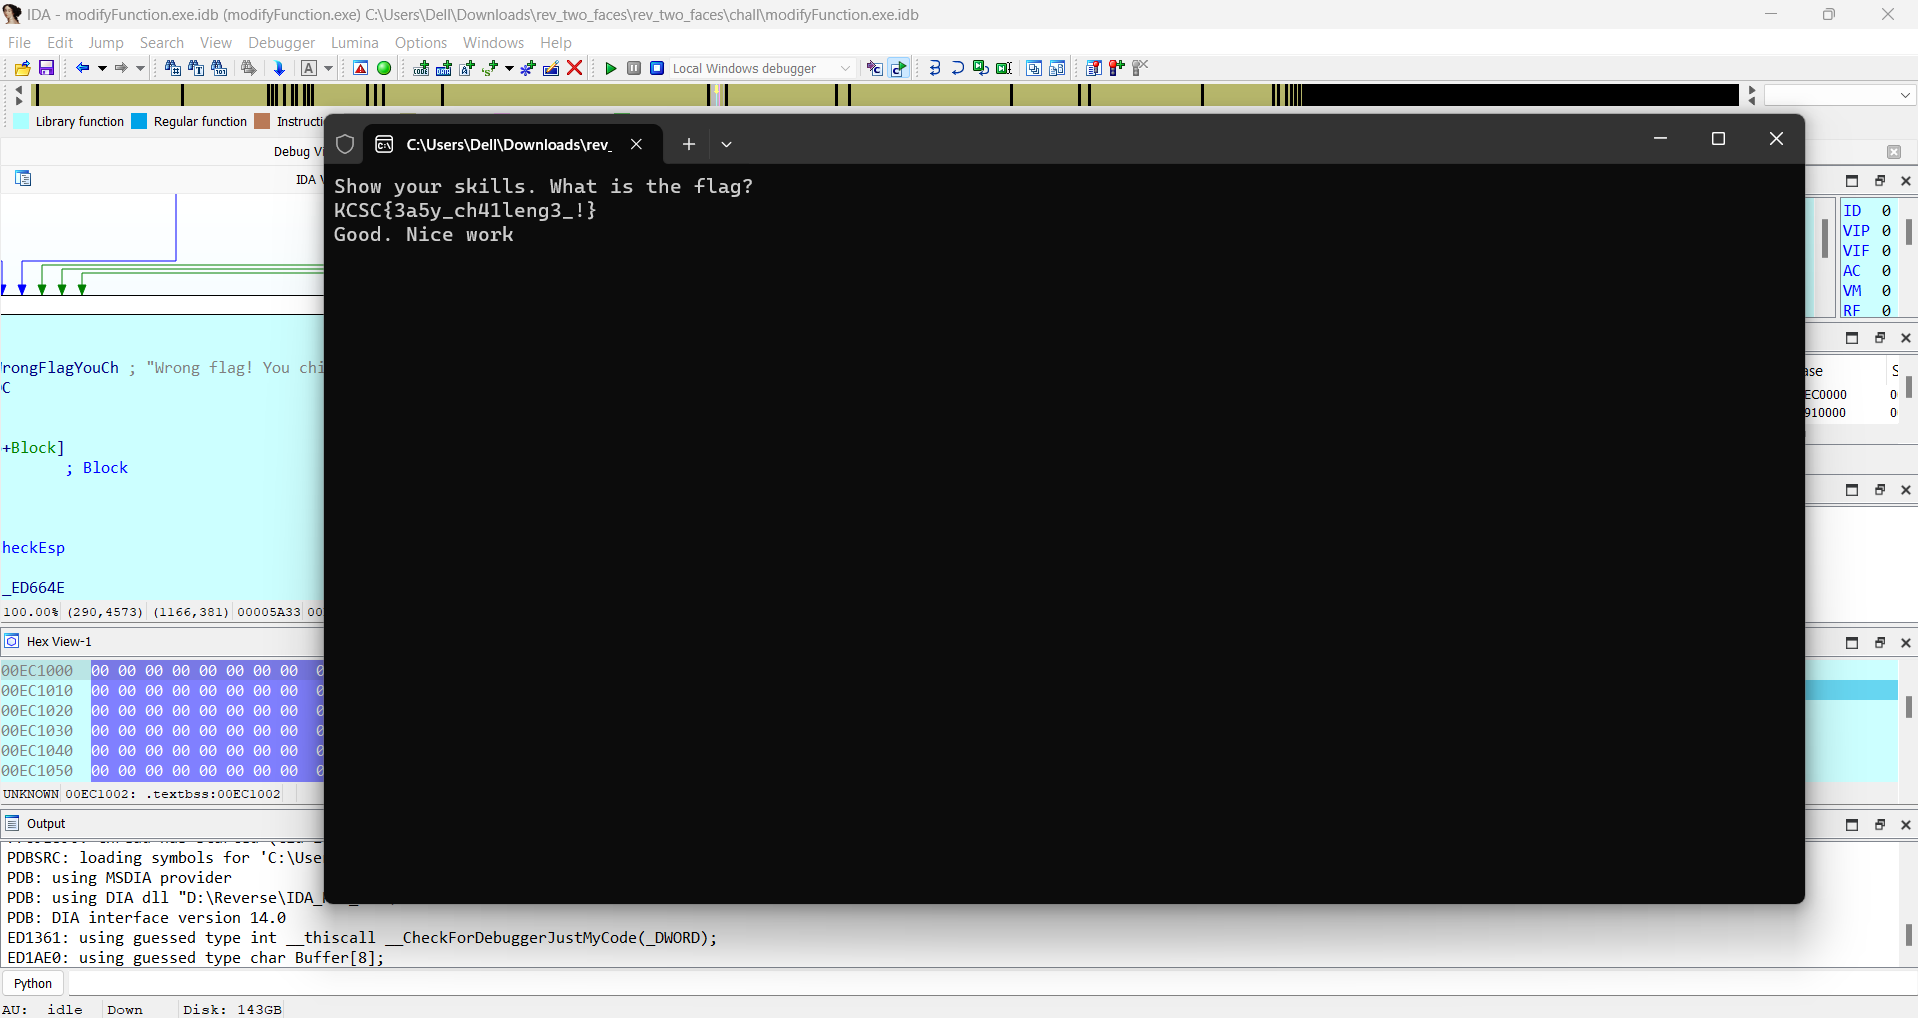 IDA - modifyFunction.exe.idb (modifyFunction.exe) C:\Users\Dell\Downloads\rev_two_faces\rev_two_faces\chall\modifyFunction.exe.idb
File Edit Jump Search View Debugger Lumina Options Windows Help
Local Windows debugger
Library function Regular function Instructi
Debug Vi
IDA V
C:\Users\Dell\Downloads\rev_
Show your skills. What is the flag?
KCSC{3a5y_ch41leng3_!}
Good. Nice work
rongFlagYouCh ; "Wrong flag! You chi
C
+Block]
; Block
heckEsp
_ED664E
100.00% (290,4573) (1166,381) 00005A33 00
ID 0
VIP 0
VIF 0
AC 0
VM 0
RF 0
ase S
EC0000 0
910000 0
Hex View-1
00EC1000 00 00 00 00 00 00 00 00 0
00EC1010 00 00 00 00 00 00 00 00 0
00EC1020 00 00 00 00 00 00 00 00 0
00EC1030 00 00 00 00 00 00 00 00 0
00EC1040 00 00 00 00 00 00 00 00 0
00EC1050 00 00 00 00 00 00 00 00 0
UNKNOWN 00EC1002: .textbss:00EC1002
Output
PDBSRC: loading symbols for 'C:\Use
PDB: using MSDIA provider
PDB: using DIA dll "D:\Reverse\IDA_
PDB: DIA interface version 14.0
ED1361: using guessed type int __thiscall __CheckForDebuggerJustMyCode(_DWORD);
ED1AE0: using guessed type char Buffer[8];
Python
AU: idle Down Disk: 143GB